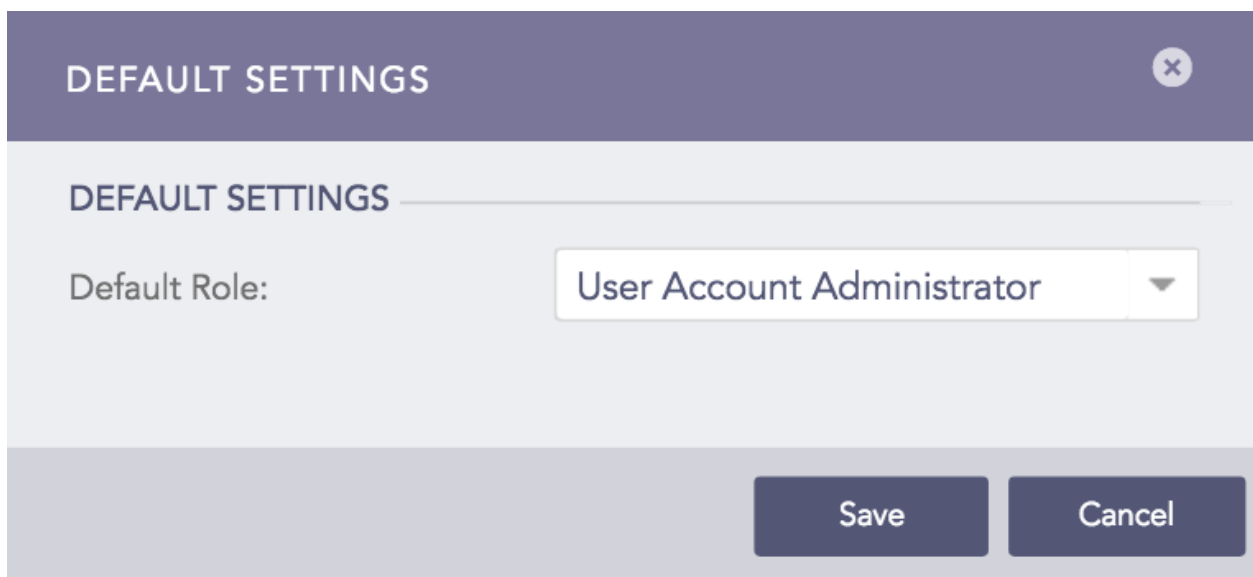 DEFAULT SETTINGS
DEFAULT SETTINGS
Default Role: User Account Administrator
Save Cancel